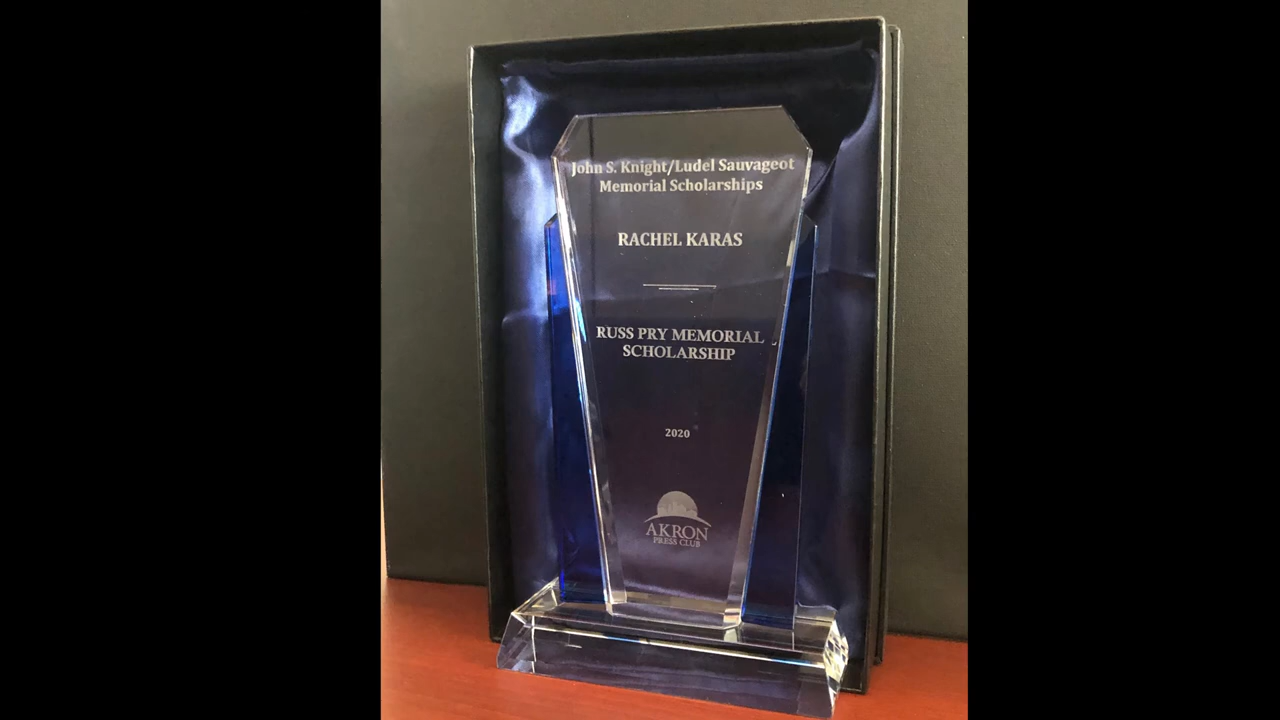 John S. Knight/Ludel Sauvageot
Memorial Scholarships
RACHEL KARAS
RUSS PRY MEMORIAL
SCHOLARSHIP
2020
AKRON
PRESS CLUB